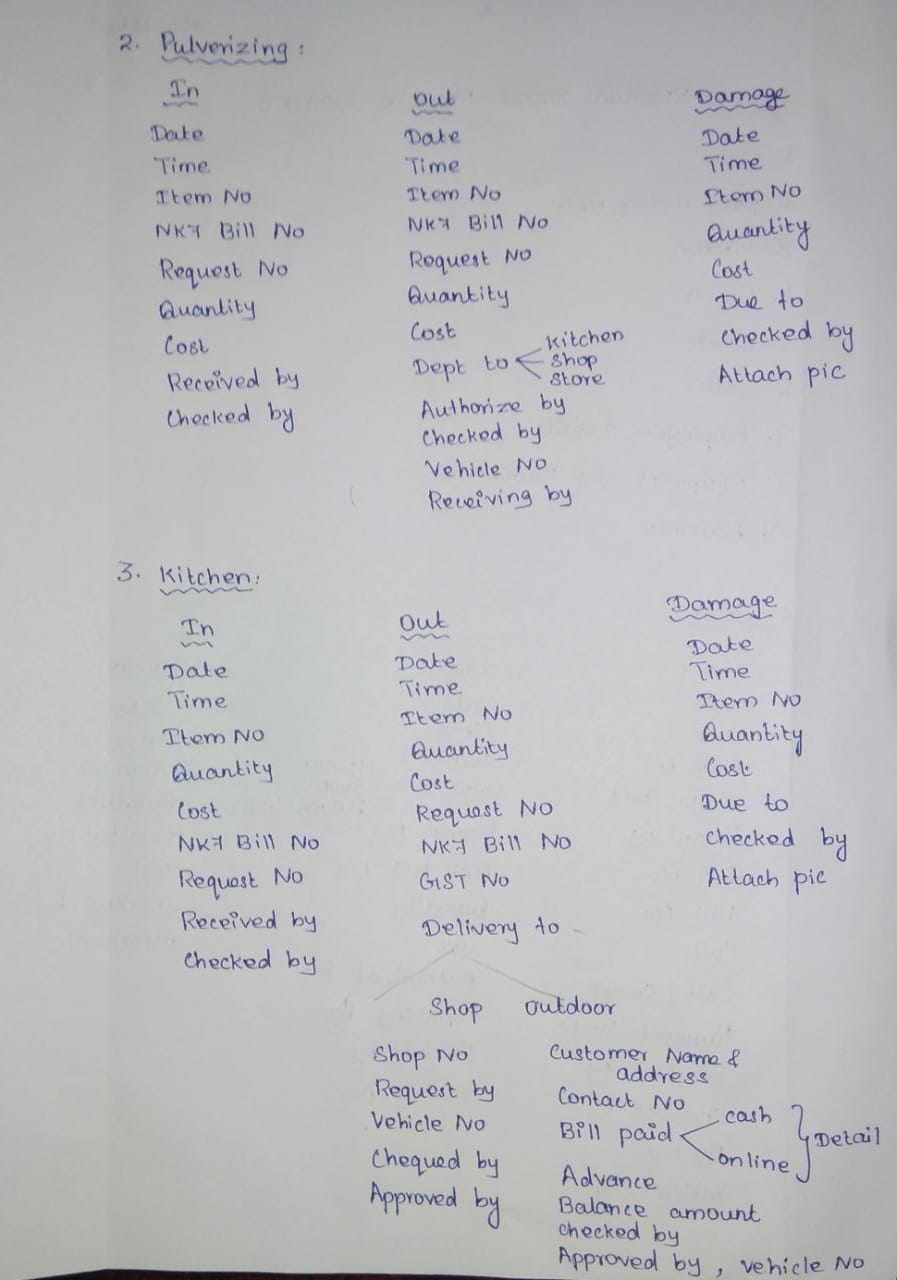 2. Pulverizing :
In
Date
Time
Item No
NK7 Bill No
Request No
Quantity
Cost
Received by
Checked by
Out
Date
Time
Item No
NK7 Bill No
Request No
Quantity
Cost
Dept to
Kitchen
Shop
Store
Authorize by
Checked by
Vehicle No
Receiving by
Damage
Date
Time
Item No
Quantity
Cost
Due to
Checked by
Attach pic
3. Kitchen:
In
Date
Time
Item No
Quantity
Cost
NK7 Bill No
Request No
Received by
Checked by
Out
Date
Time
Item No
Quantity
Cost
Request No
NK7 Bill No
GST No
Delivery to
Shop
Shop No
Request by
Vehicle No
Chequed by
Approved by
Outdoor
Customer Name &
address
Contact No
Bill paid
cash
online
Detail
Advance
Balance amount
checked by
Approved by, vehicle No
Damage
Date
Time
Item No
Quantity
Cost
Due to
checked by
Attach pic